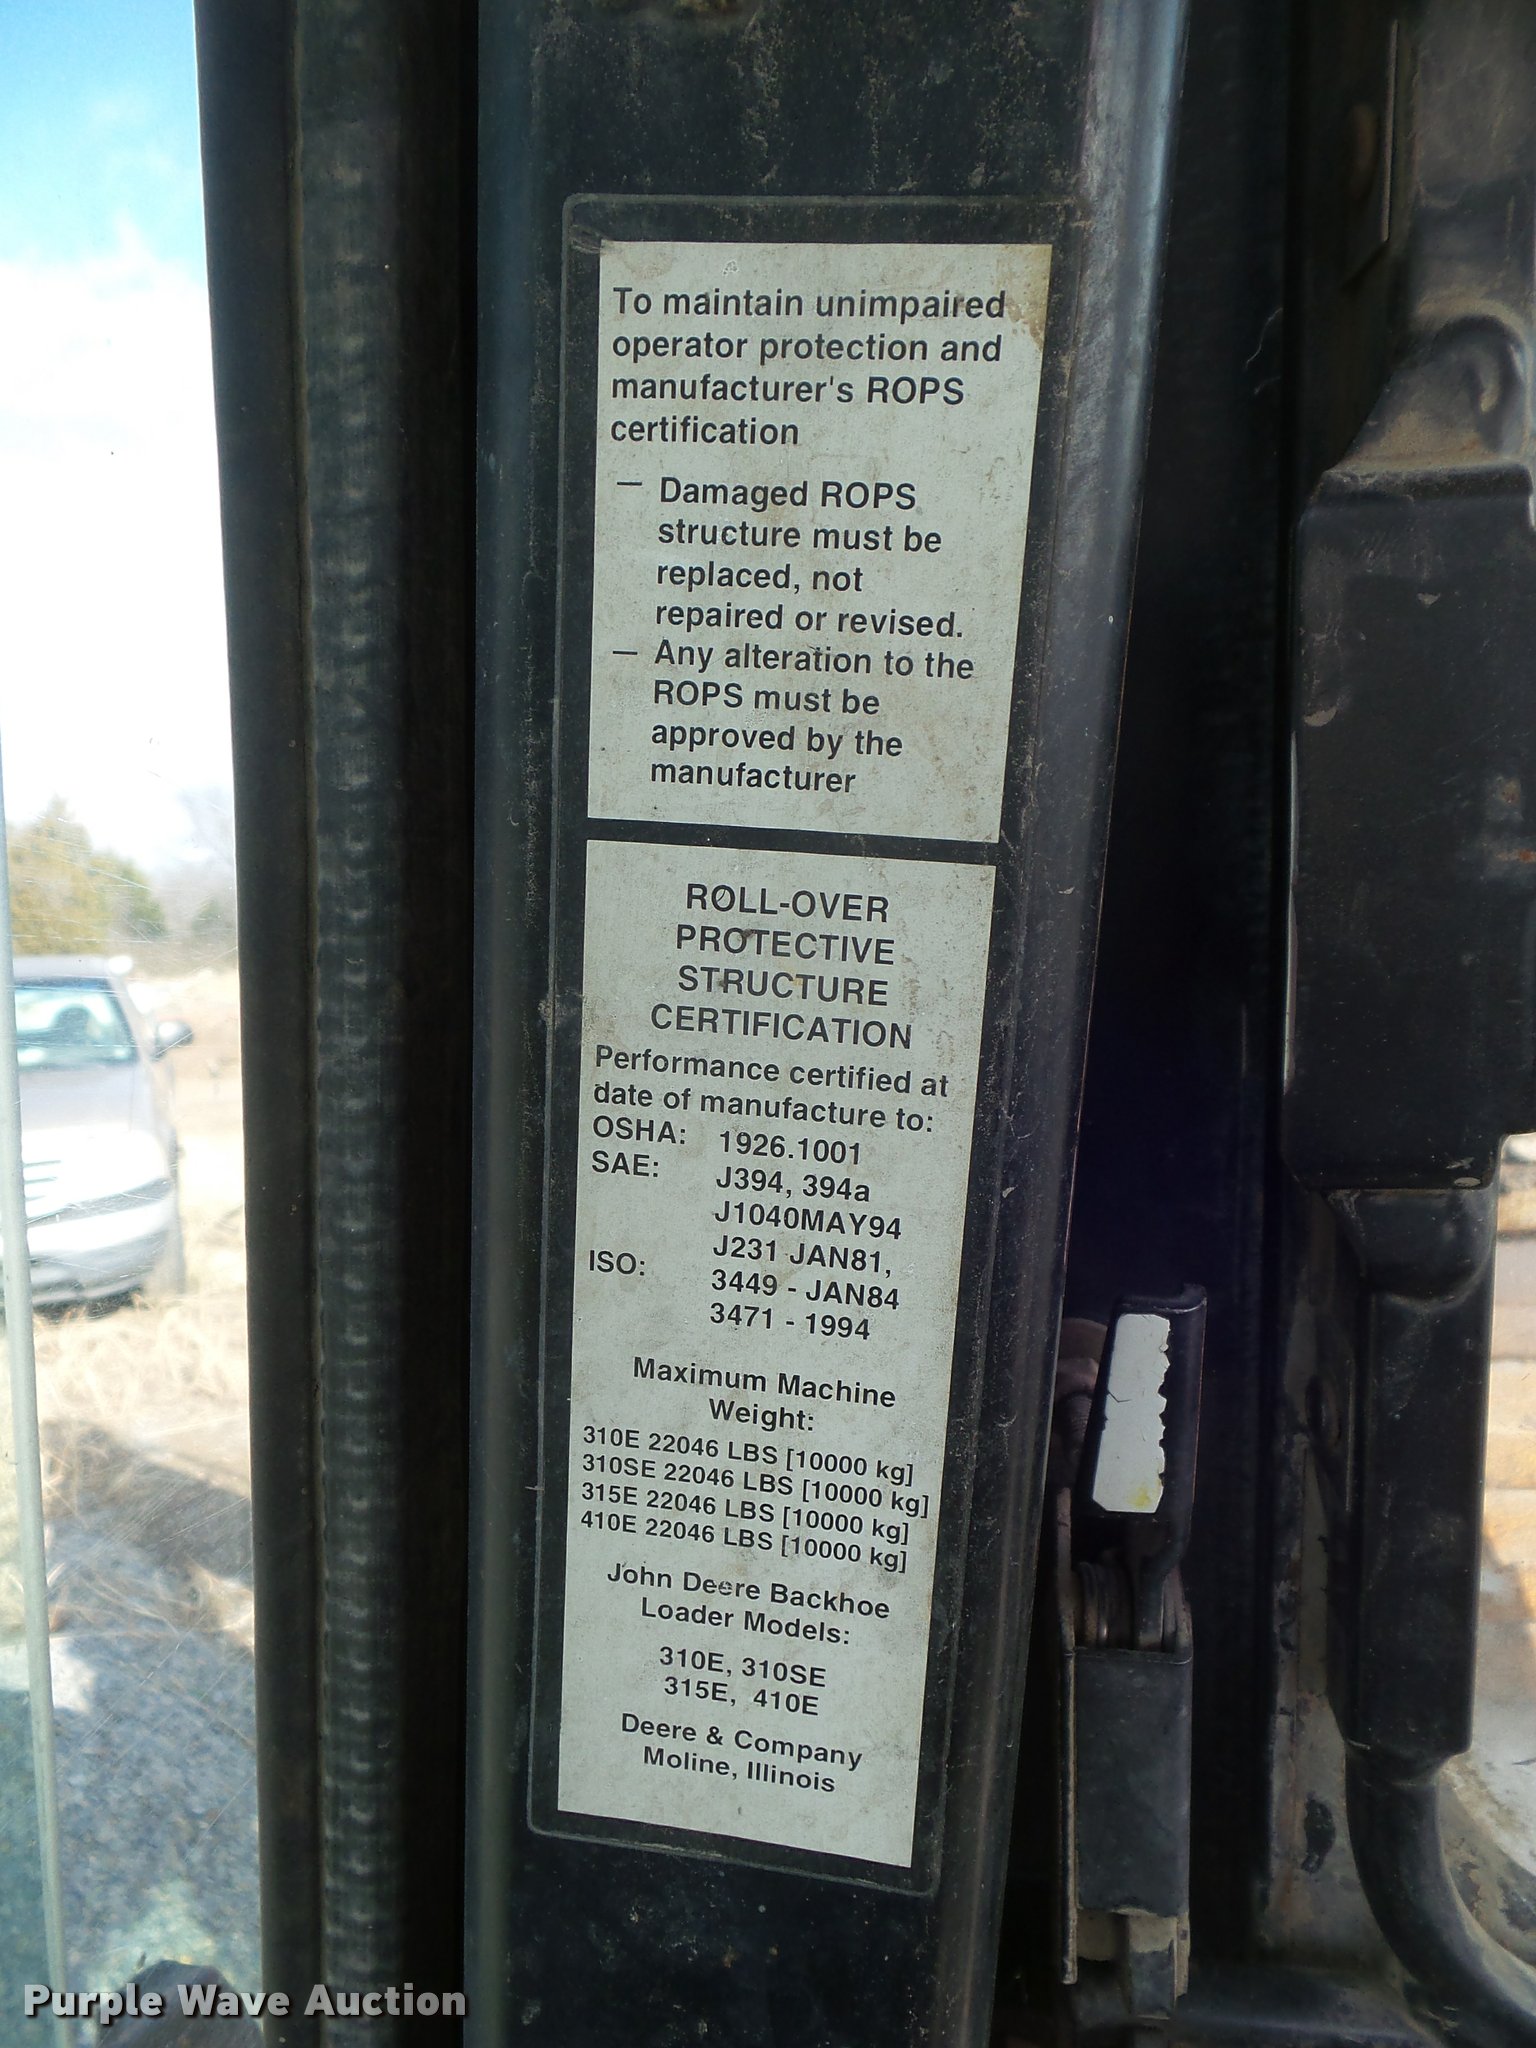 To maintain unimpaired
operator protection and
manufacturer's ROPS
certification
— Damaged ROPS
structure must be
replaced, not
repaired or revised.
— Any alteration to the
ROPS must be
approved by the
manufacturer
ROLL-OVER
PROTECTIVE
STRUCTURE
CERTIFICATION
Performance certified at
date of manufacture to:
OSHA: 1926.1001
SAE: J394, 394a
J1040MAY94
J231 JAN81,
ISO: 3449 - JAN84
3471 - 1994
Maximum Machine
Weight:
310E 22046 LBS [10000 kg]
310SE 22046 LBS [10000 kg]
315E 22046 LBS [10000 kg]
410E 22046 LBS [10000 kg]
John Deere Backhoe
Loader Models:
310E, 310SE
315E, 410E
Deere & Company
Moline, Illinois
Purple Wave Auction